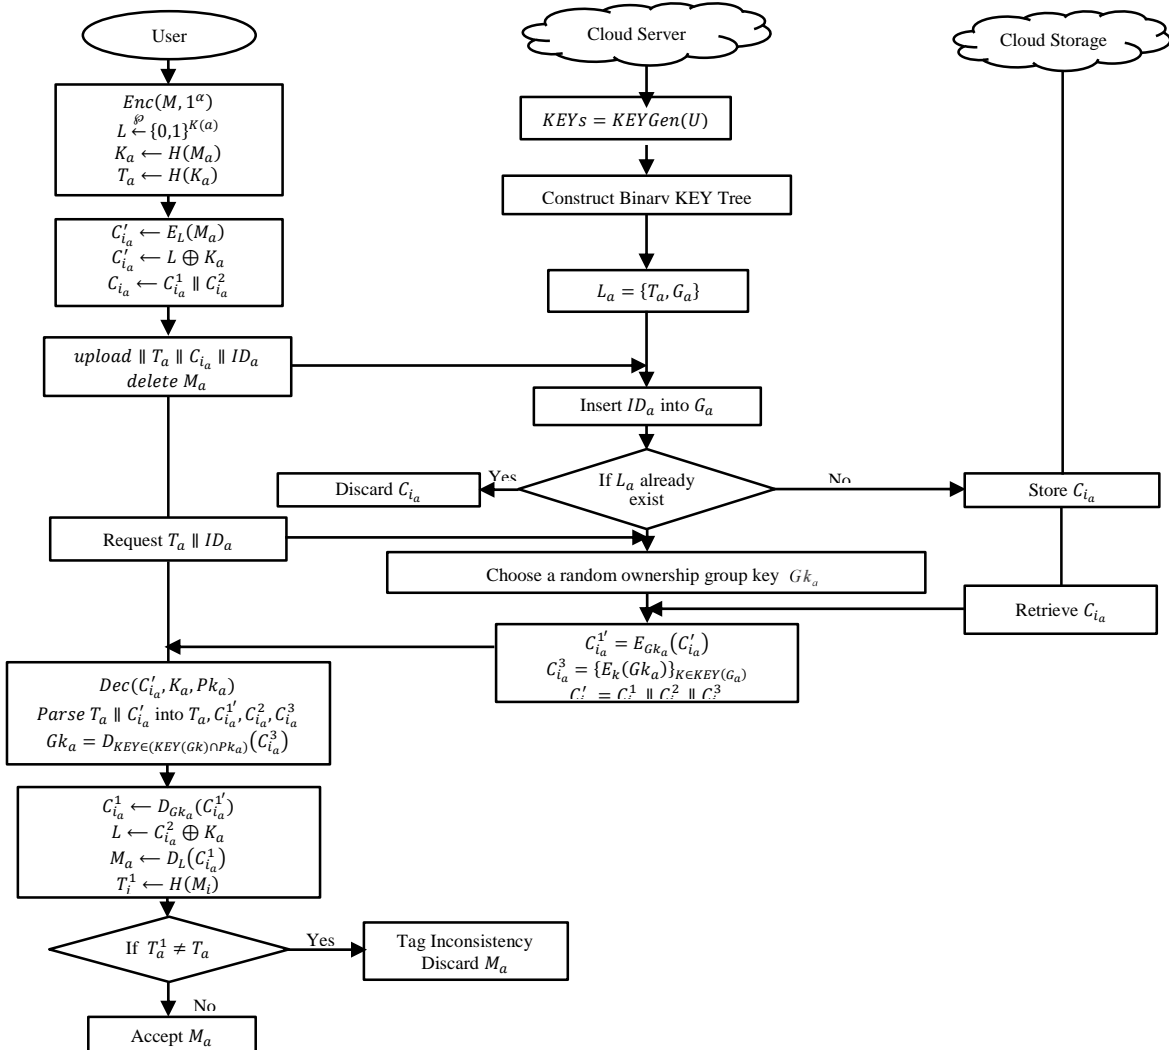 User
Enc(M, 1^α)
L ←^℘ {0,1}^{K(a)}
K_a ← H(M_a)
T_a ← H(K_a)
C'_{i_a} ← E_L(M_a)
C'_{i_a} ← L ⊕ K_a
C_{i_a} ← C^1_{i_a} ∥ C^2_{i_a}
upload ∥ T_a ∥ C_{i_a} ∥ ID_a
delete M_a
Request T_a ∥ ID_a
Dec(C'_{i_a}, K_a, Pk_a)
Parse T_a ∥ C'_{i_a} into T_a, C^{1'}_{i_a}, C^2_{i_a}, C^3_{i_a}
Gk_a = D_{KEY∈(KEY(Gk)∩Pk_a)}(C^3_{i_a})
C^1_{i_a} ← D_{Gk_a}(C^{1'}_{i_a})
L ← C^2_{i_a} ⊕ K_a
M_a ← D_L(C^1_{i_a})
T^1_i ← H(M_i)
If T^1_a ≠ T_a
Yes
Tag Inconsistency
Discard M_a
No
Accept M_a
Cloud Server
KEYs = KEYGen(U)
Construct Binary KEY Tree
L_a = {T_a, G_a}
Insert ID_a into G_a
If L_a already
exist
Yes
Discard C_{i_a}
No
Choose a random ownership group key Gk_a
C^{1'}_{i_a} = E_{Gk_a}(C'_{i_a})
C^3_{i_a} = {E_k(Gk_a)}_{K∈KEY(G_a)}
C'_i = C^1_i ∥ C^2_i ∥ C^3_i
Cloud Storage
Store C_{i_a}
Retrieve C_{i_a}